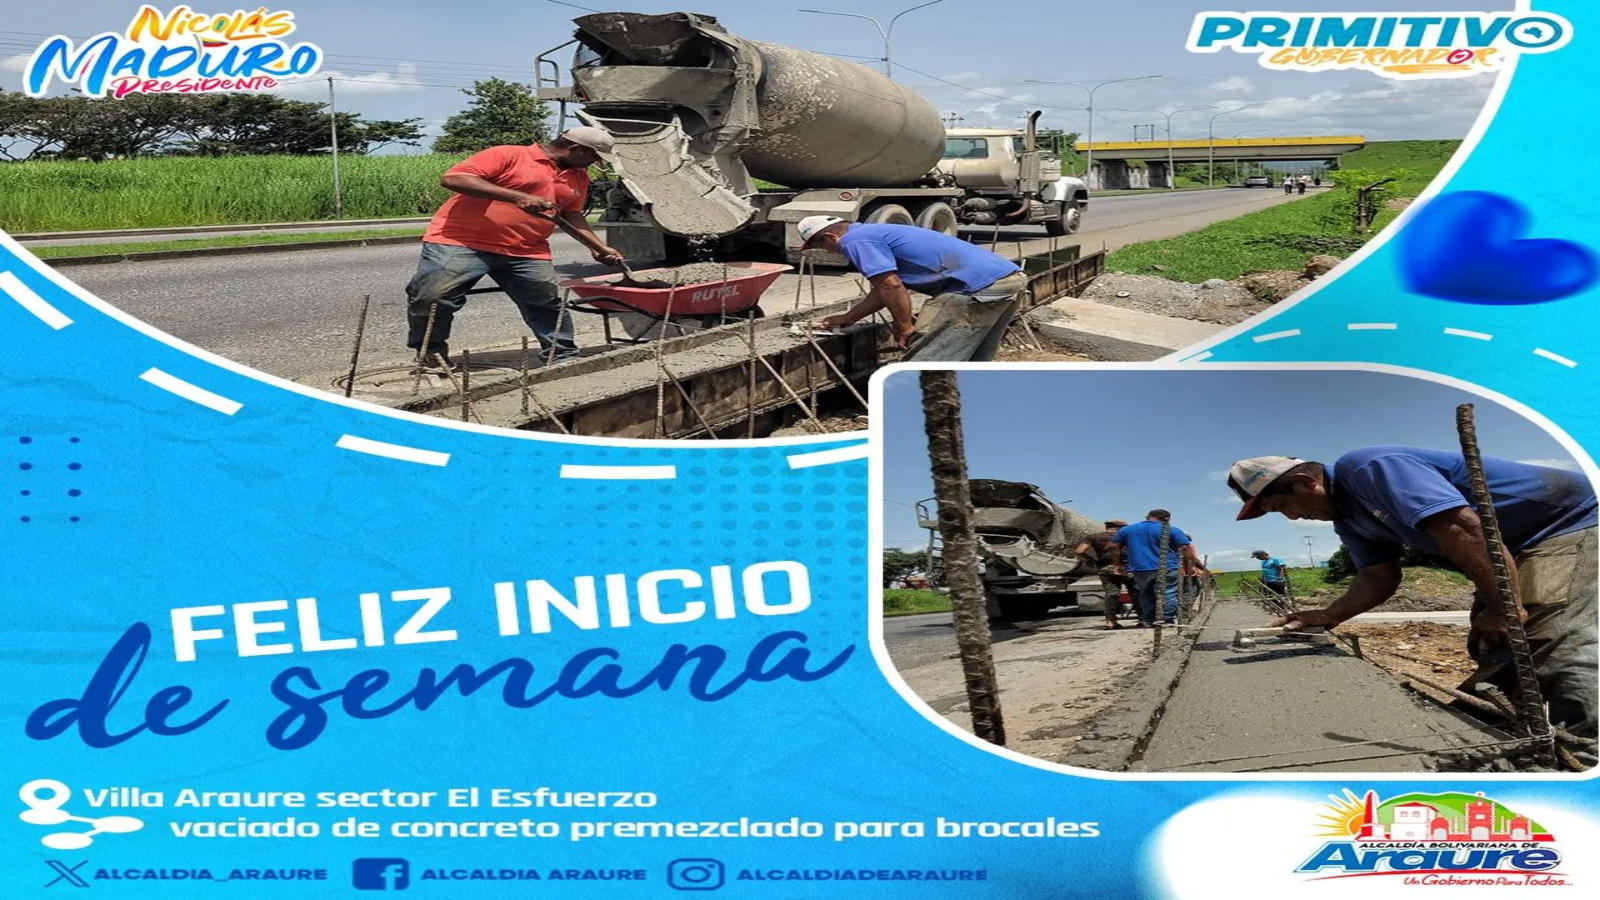 NICOLÁS
MADURO
PRESIDENTE
PRIMITIVO
GOBERNADOR
RUTEL
FELIZ INICIO
de semana
Villa Araure sector El Esfuerzo
vaciado de concreto premezclado para brocales
ALCALDIA_ARAURE
ALCALDIA ARAURE
ALCALDIADEARAURE
ALCALDÍA BOLIVARIANA DE
Araure
Un Gobierno Para Todos...